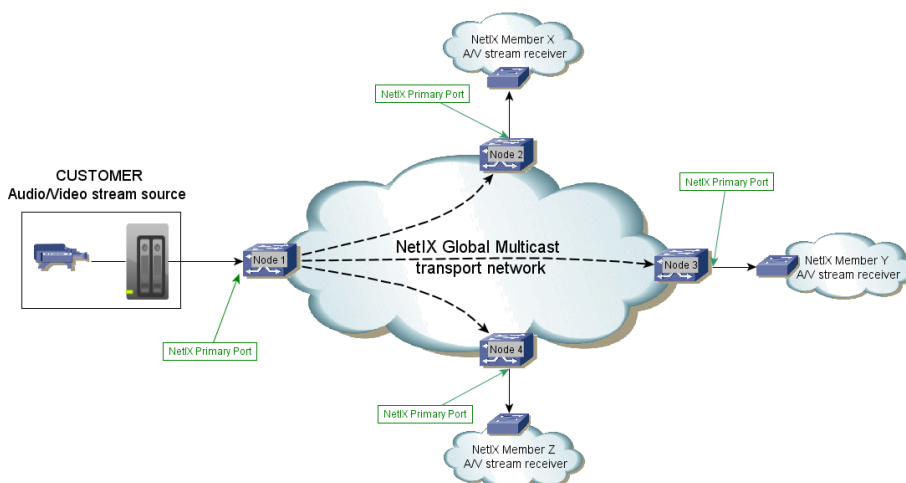 NetIX Member X
A/V stream receiver
NetIX Primary Port
Node 2
CUSTOMER
Audio/Video stream source
NetIX Primary Port
Node 1
NetIX Global Multicast
transport network
Node 3
NetIX Member Y
A/V stream receiver
NetIX Primary Port
Node 4
NetIX Primary Port
NetIX Member Z
A/V stream receiver